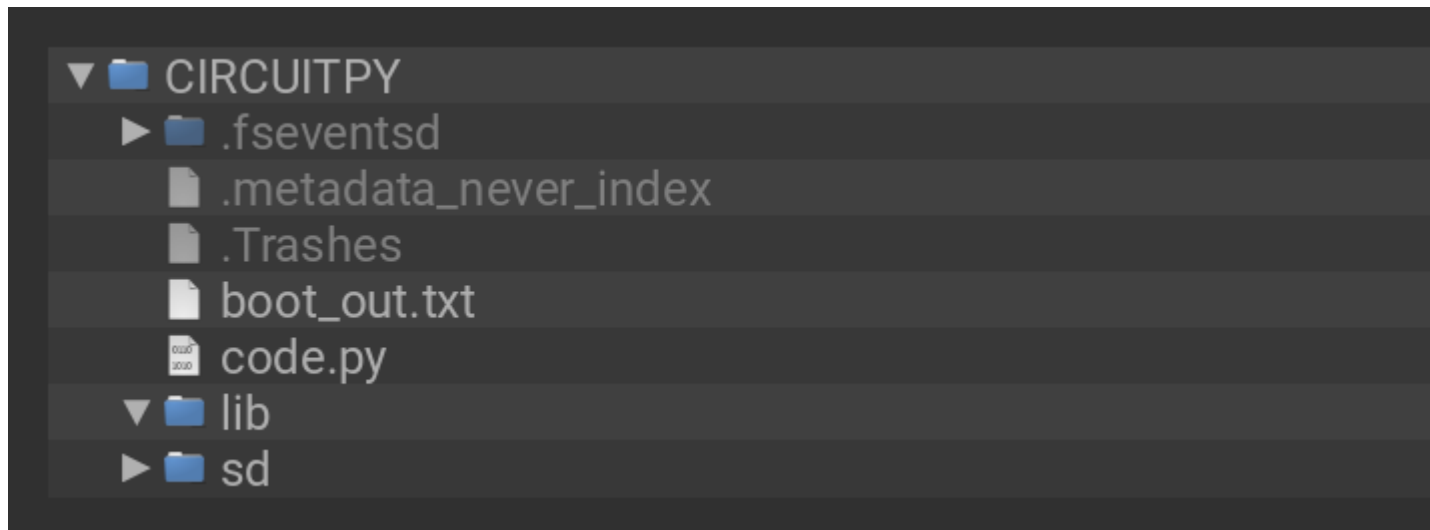 CIRCUITPY
.fseventsd
.metadata_never_index
.Trashes
boot_out.txt
code.py
lib
sd